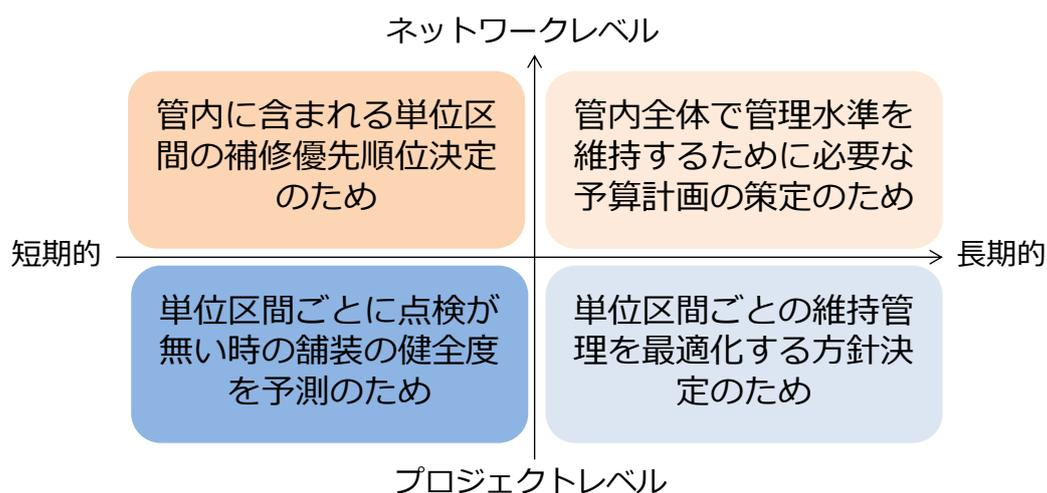 ネットワークレベル
管内に含まれる単位区
間の補修優先順位決定
のため
管内全体で管理水準を
維持するために必要な
予算計画の策定のため
短期的
長期的
単位区間ごとに点検が
無い時の舗装の健全度
を予測のため
単位区間ごとの維持管
理を最適化する方針決
定のため
プロジェクトレベル